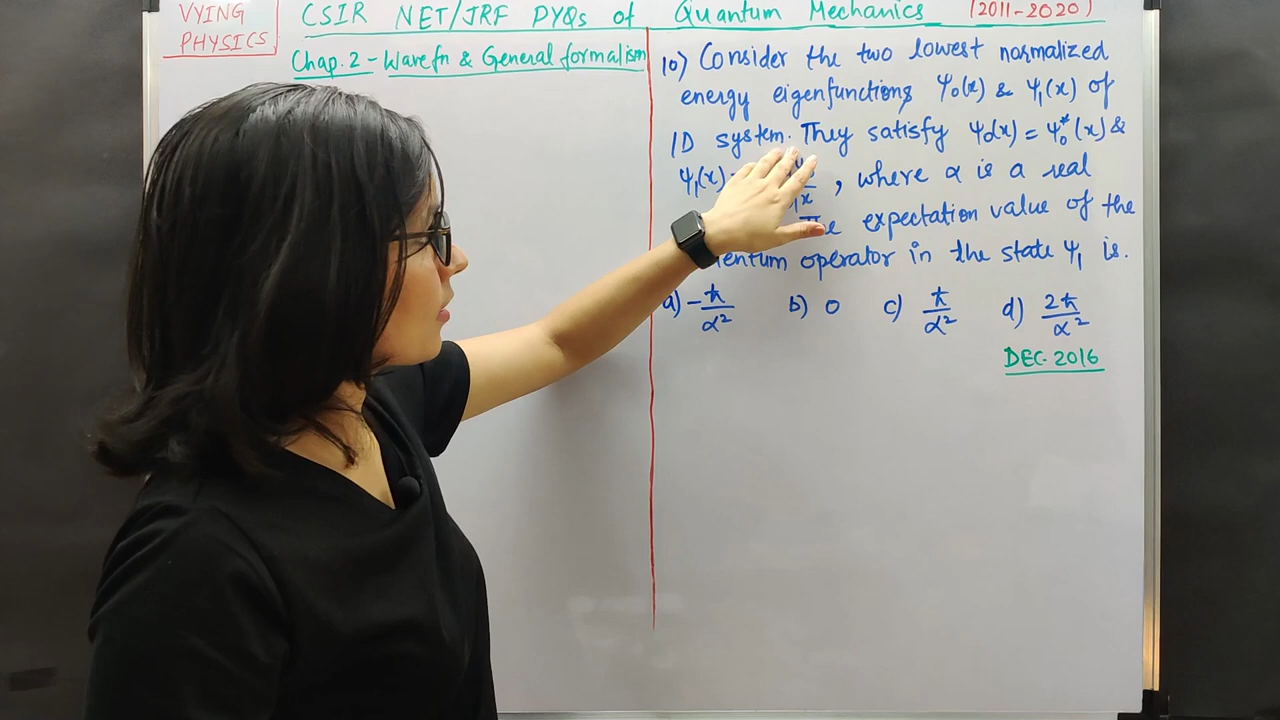 VYING
PHYSICS
CSIR NET/JRF PYQs of Quantum Mechanics (2011-2020)
Chap. 2 - Wavefn & General formalism
10) Consider the two lowest normalized
energy eigenfunctions ψ₀(x) & ψ₁(x) of
1D system. They satisfy ψ₀(x) = ψ₀*(x) &
ψ₁(x) , where α is a real
The expectation value of the
operator in the state ψ₁ is.
a) -ħ/α² b) 0 c) ħ/α² d) 2ħ/α²
DEC. 2016